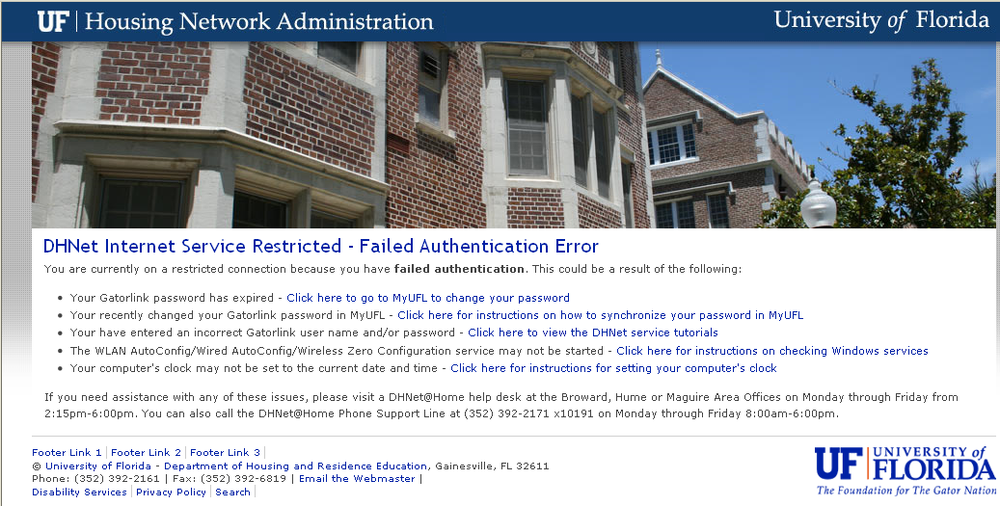 UF | Housing Network Administration
University of Florida
DHNet Internet Service Restricted - Failed Authentication Error
You are currently on a restricted connection because you have failed authentication. This could be a result of the following:
• Your Gatorlink password has expired - Click here to go to MyUFL to change your password
• Your recently changed your Gatorlink password in MyUFL - Click here for instructions on how to synchronize your password in MyUFL
• Your have entered an incorrect Gatorlink user name and/or password - Click here to view the DHNet service tutorials
• The WLAN AutoConfig/Wired AutoConfig/Wireless Zero Configuration service may not be started - Click here for instructions on checking Windows services
• Your computer's clock may not be set to the current date and time - Click here for instructions for setting your computer's clock
If you need assistance with any of these issues, please visit a DHNet@Home help desk at the Broward, Hume or Maguire Area Offices on Monday through Friday from
2:15pm-6:00pm. You can also call the DHNet@Home Phone Support Line at (352) 392-2171 x10191 on Monday through Friday 8:00am-6:00pm.
Footer Link 1 | Footer Link 2 | Footer Link 3 |
© University of Florida - Department of Housing and Residence Education, Gainesville, FL 32611
Phone: (352) 392-2161 | Fax: (352) 392-6819 | Email the Webmaster |
Disability Services | Privacy Policy | Search |
UF | UNIVERSITY of
FLORIDA
The Foundation for The Gator Nation